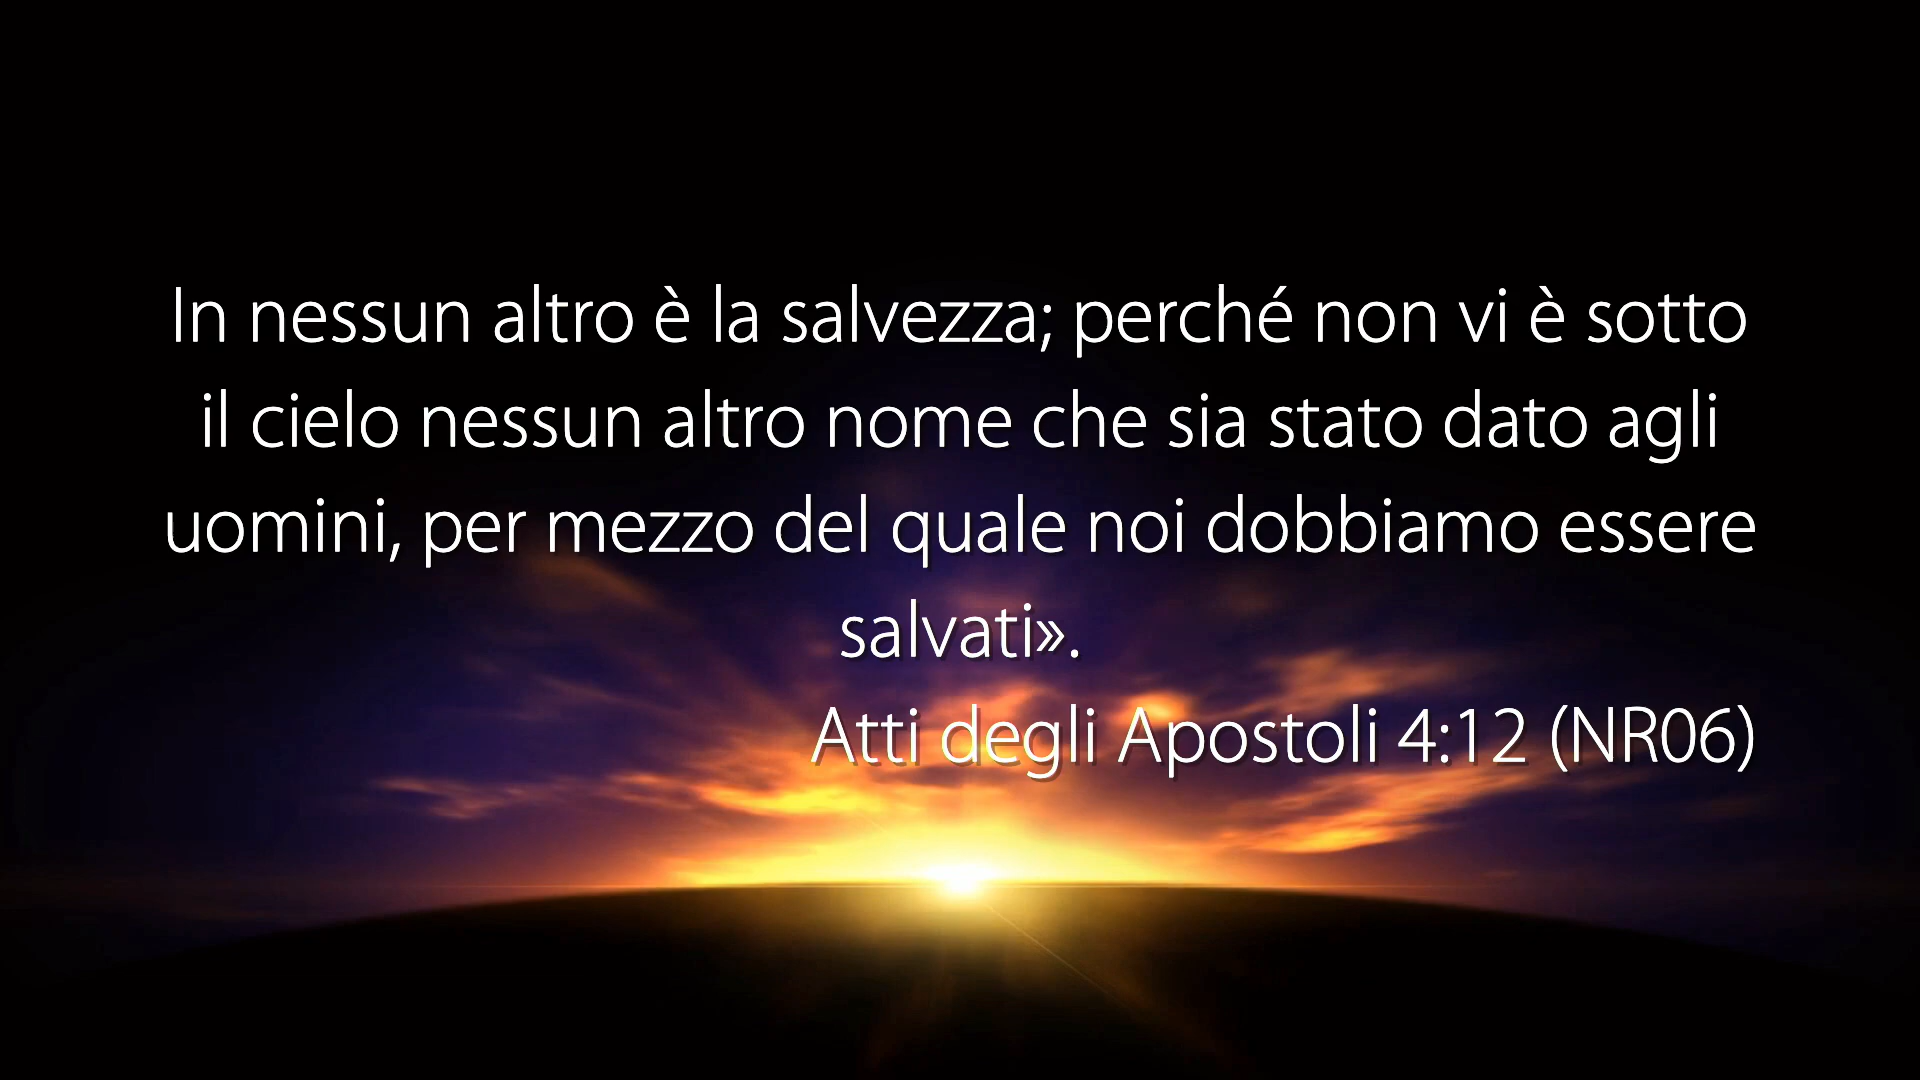 In nessun altro è la salvezza; perché non vi è sotto
il cielo nessun altro nome che sia stato dato agli
uomini, per mezzo del quale noi dobbiamo essere
salvati».
Atti degli Apostoli 4:12 (NR06)